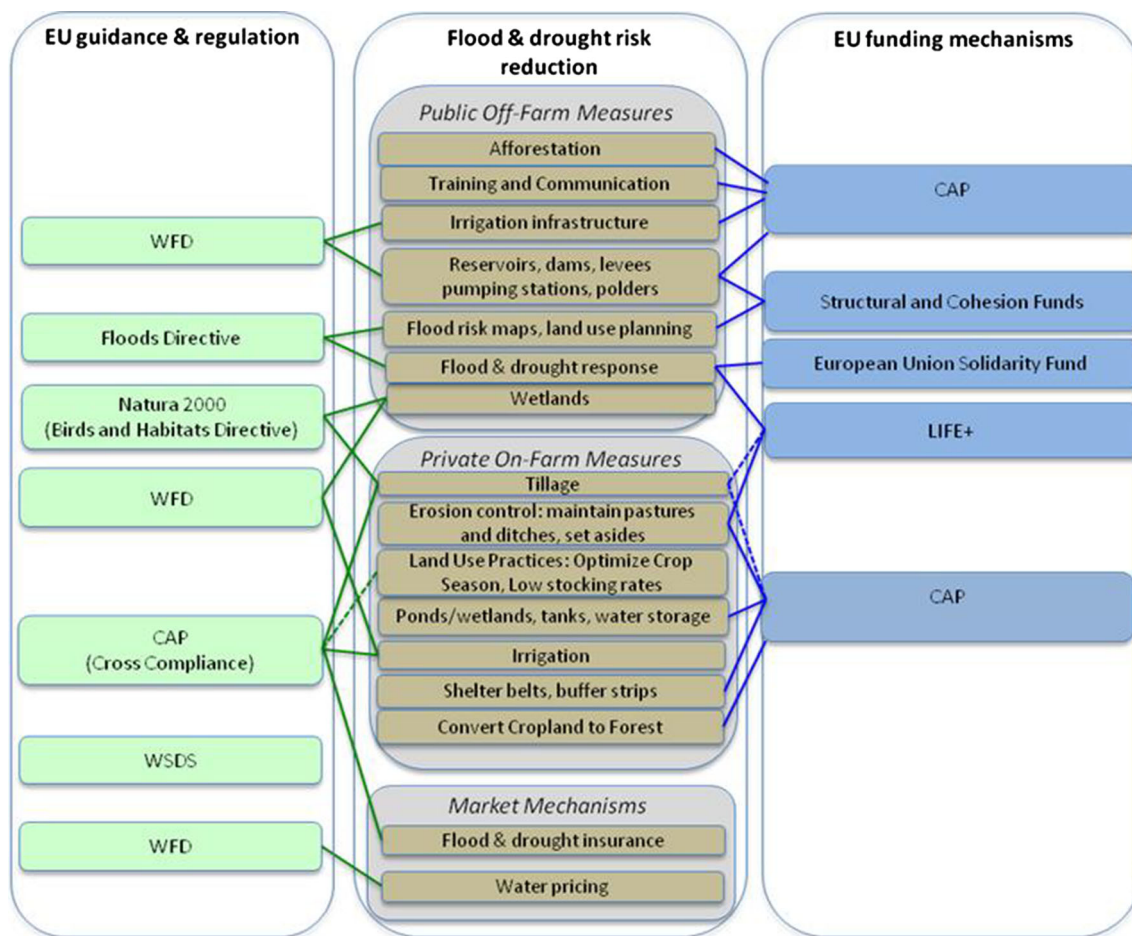 EU guidance & regulation
WFD
Floods Directive
Natura 2000
(Birds and Habitats Directive)
WFD
CAP
(Cross Compliance)
WSDS
WFD
Flood & drought risk
reduction
Public Off-Farm Measures
Afforestation
Training and Communication
Irrigation infrastructure
Reservoirs, dams, levees
pumping stations, polders
Flood risk maps, land use planning
Flood & drought response
Wetlands
Private On-Farm Measures
Tillage
Erosion control: maintain pastures
and ditches, set asides
Land Use Practices: Optimize Crop
Season, Low stocking rates
Ponds/wetlands, tanks, water storage
Irrigation
Shelter belts, buffer strips
Convert Cropland to Forest
Market Mechanisms
Flood & drought insurance
Water pricing
EU funding mechanisms
CAP
Structural and Cohesion Funds
European Union Solidarity Fund
LIFE+
CAP